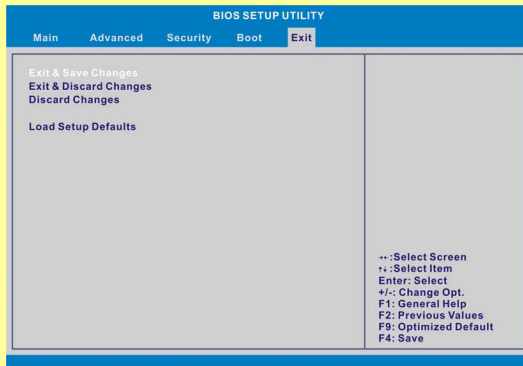 BIOS SETUP UTILITY
Main Advanced Security Boot Exit
Exit & Save Changes
Exit & Discard Changes
Discard Changes
Load Setup Defaults
→←:Select Screen
↑↓ :Select Item
Enter: Select
+/-: Change Opt.
F1: General Help
F2: Previous Values
F9: Optimized Default
F4: Save